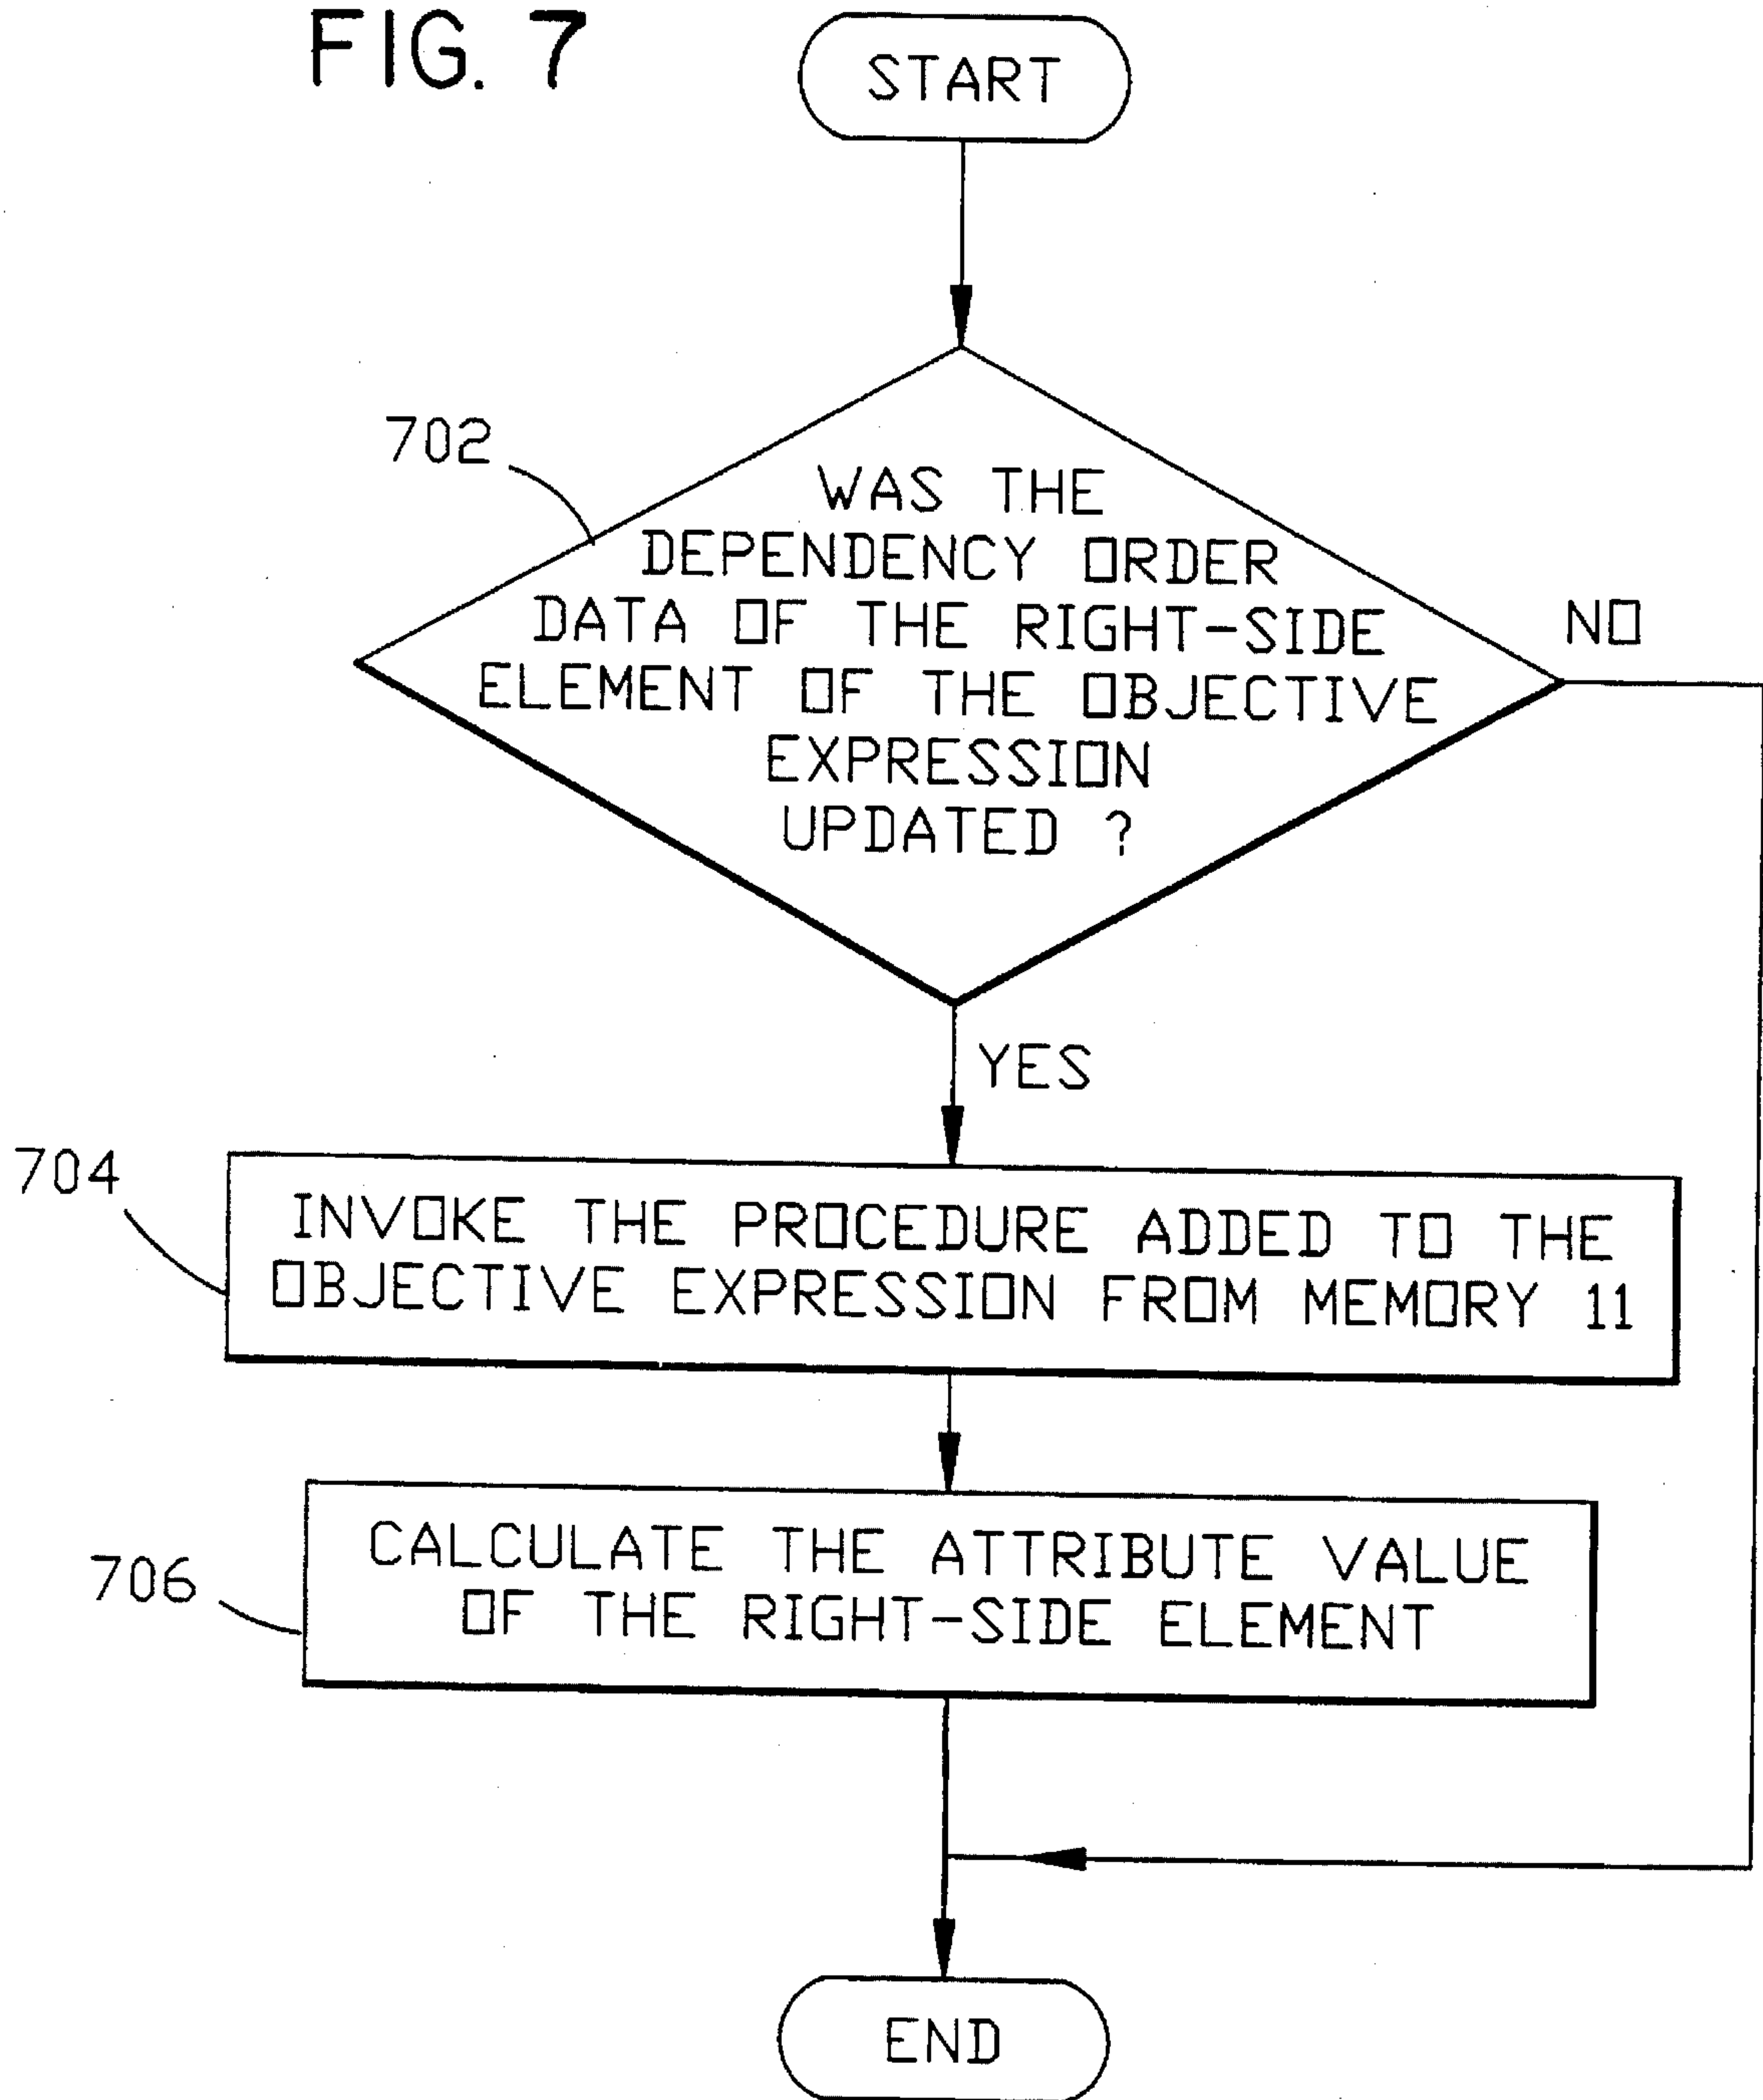 FIG. 7
START
702
WAS THE
DEPENDENCY ORDER
DATA OF THE RIGHT-SIDE
ELEMENT OF THE OBJECTIVE
EXPRESSION
UPDATED ?
NO
YES
704
INVOKE THE PROCEDURE ADDED TO THE
OBJECTIVE EXPRESSION FROM MEMORY 11
706
CALCULATE THE ATTRIBUTE VALUE
OF THE RIGHT-SIDE ELEMENT
END